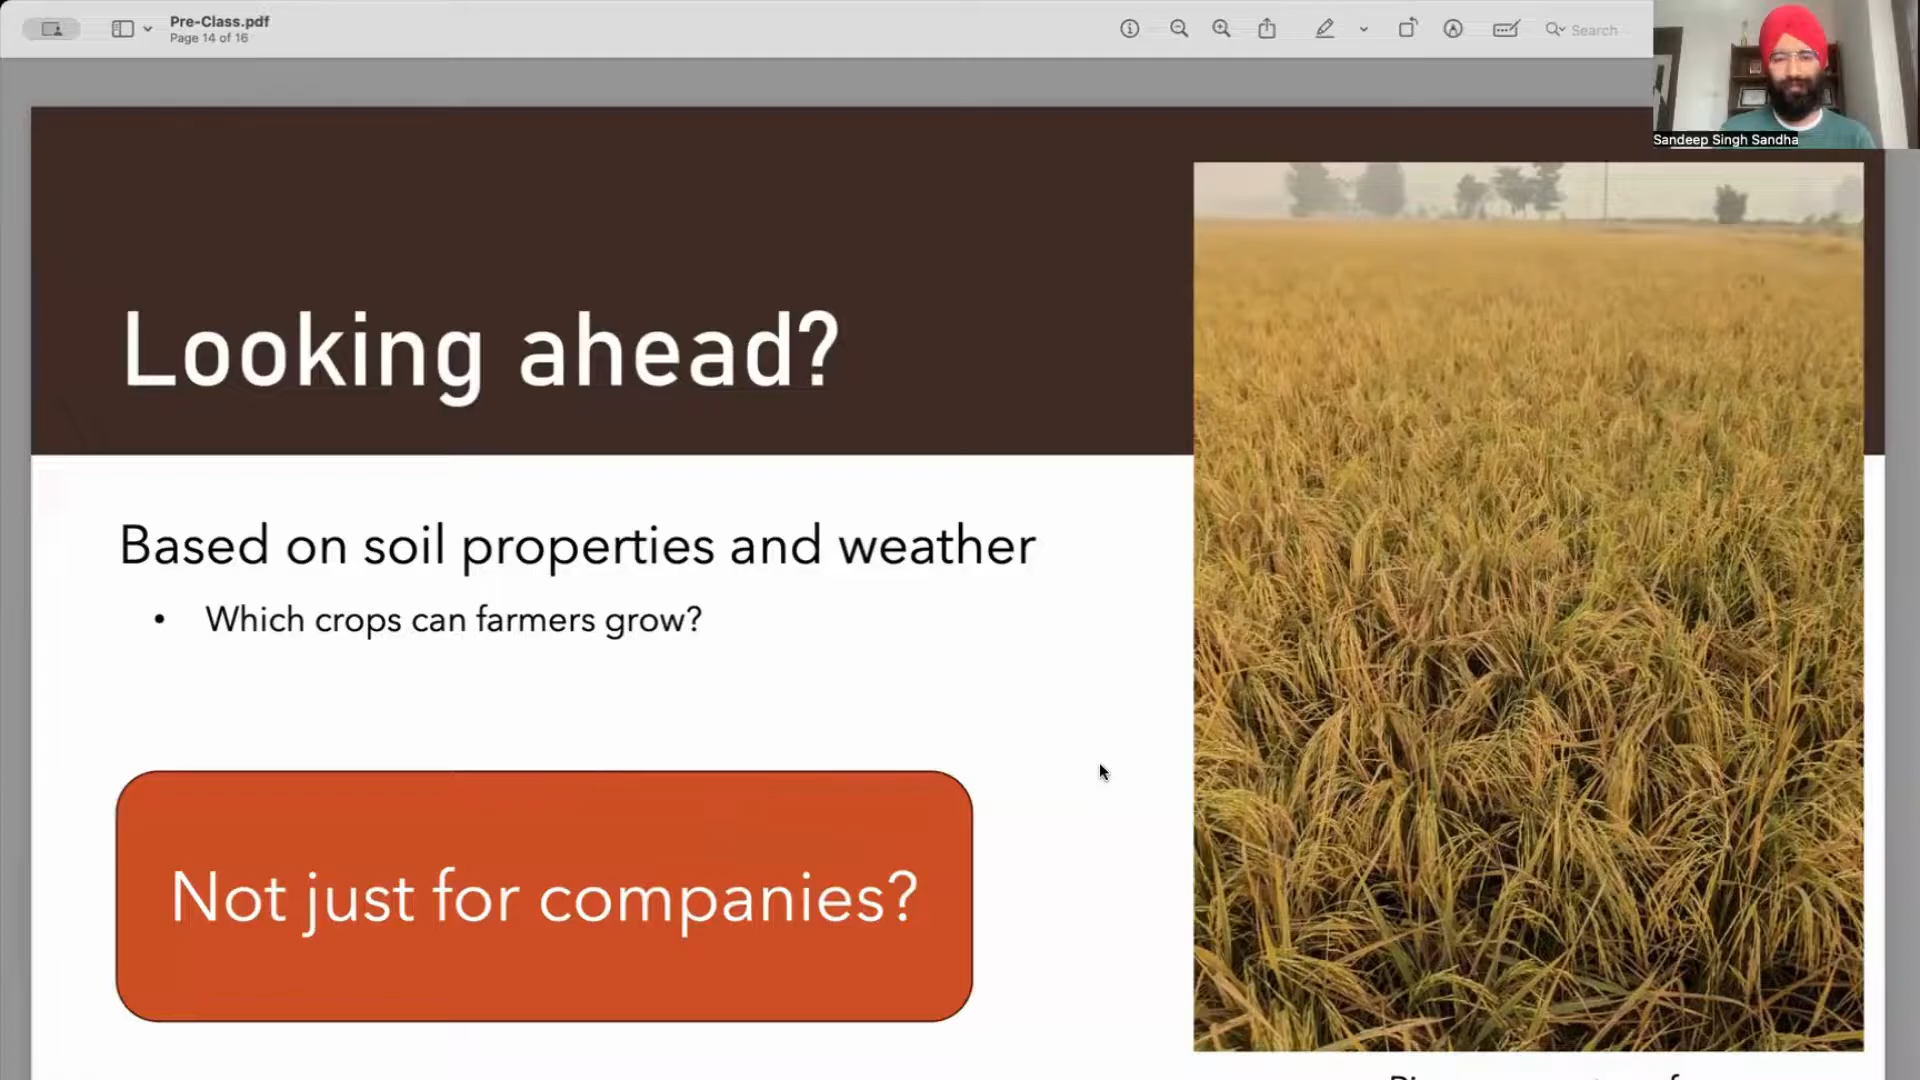 Pre-Class.pdf
Page 14 of 16
Search
Sandeep Singh Sandha
Looking ahead?
Based on soil properties and weather
• Which crops can farmers grow?
Not just for companies?